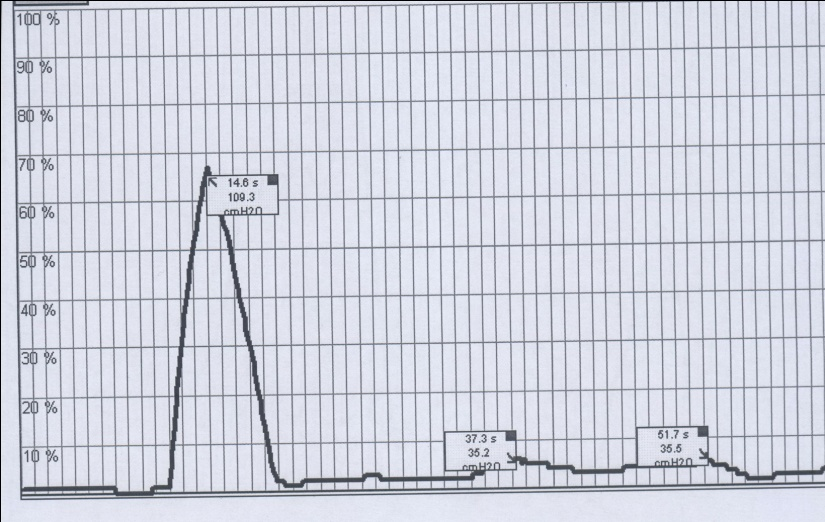 100 %
90 %
80 %
70 %
14.6 s
109.3
cmH2O
60 %
50 %
40 %
30 %
20 %
37.3 s
35.2
cmH2O
51.7 s
35.5
cmH2O
10 %